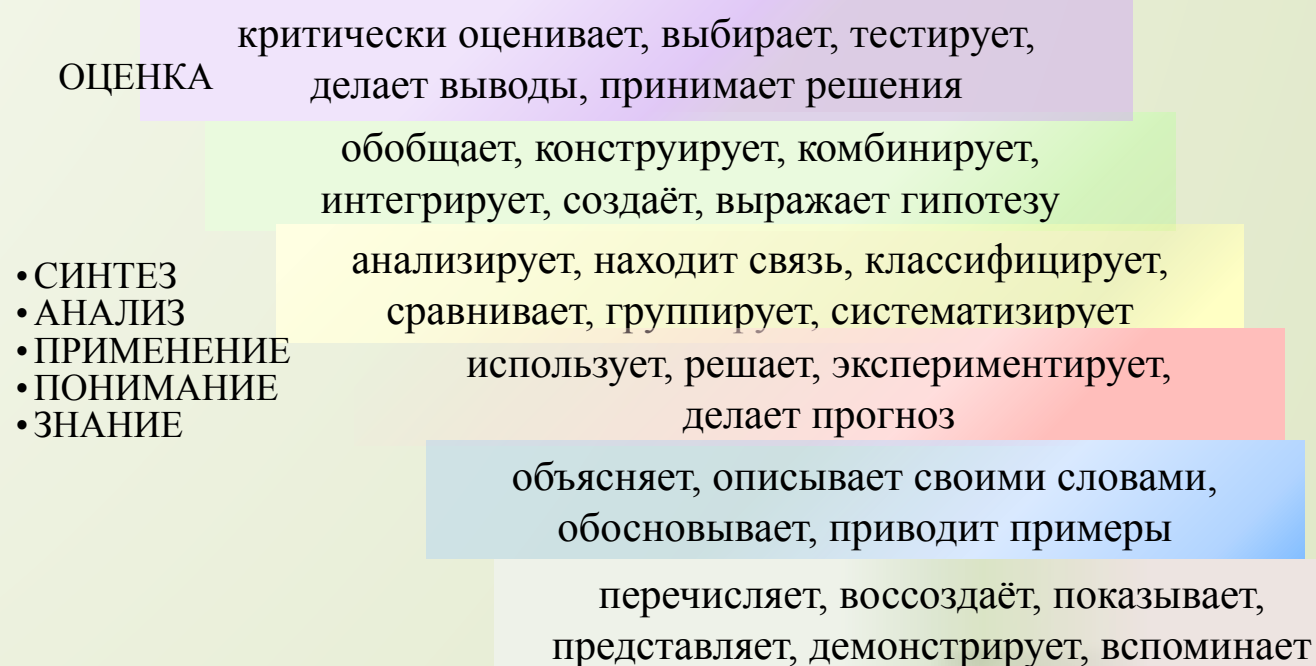 критически оценивает, выбирает, тестирует,
ОЦЕНКА
делает выводы, принимает решения
обобщает, конструирует, комбинирует,
интегрирует, создаёт, выражает гипотезу
• СИНТЕЗ
• АНАЛИЗ
• ПРИМЕНЕНИЕ
• ПОНИМАНИЕ
• ЗНАНИЕ
анализирует, находит связь, классифицирует,
сравнивает, группирует, систематизирует
использует, решает, экспериментирует,
делает прогноз
объясняет, описывает своими словами,
обосновывает, приводит примеры
перечисляет, воссоздаёт, показывает,
представляет, демонстрирует, вспоминает